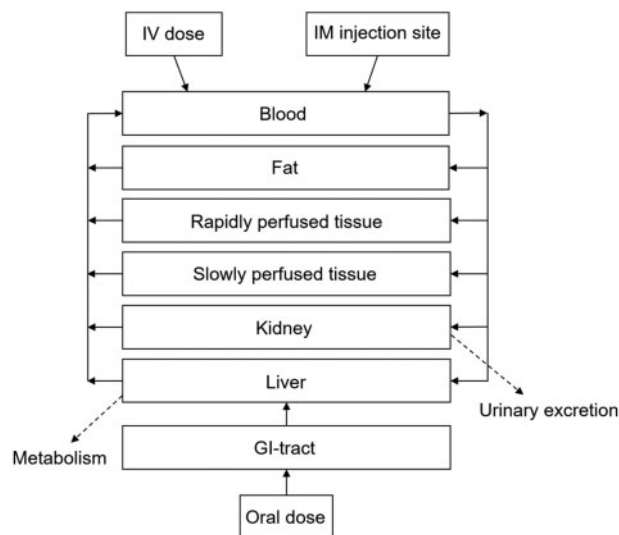 IV dose
IM injection site
Blood
Fat
Rapidly perfused tissue
Slowly perfused tissue
Kidney
Liver
Urinary excretion
Metabolism
GI-tract
Oral dose